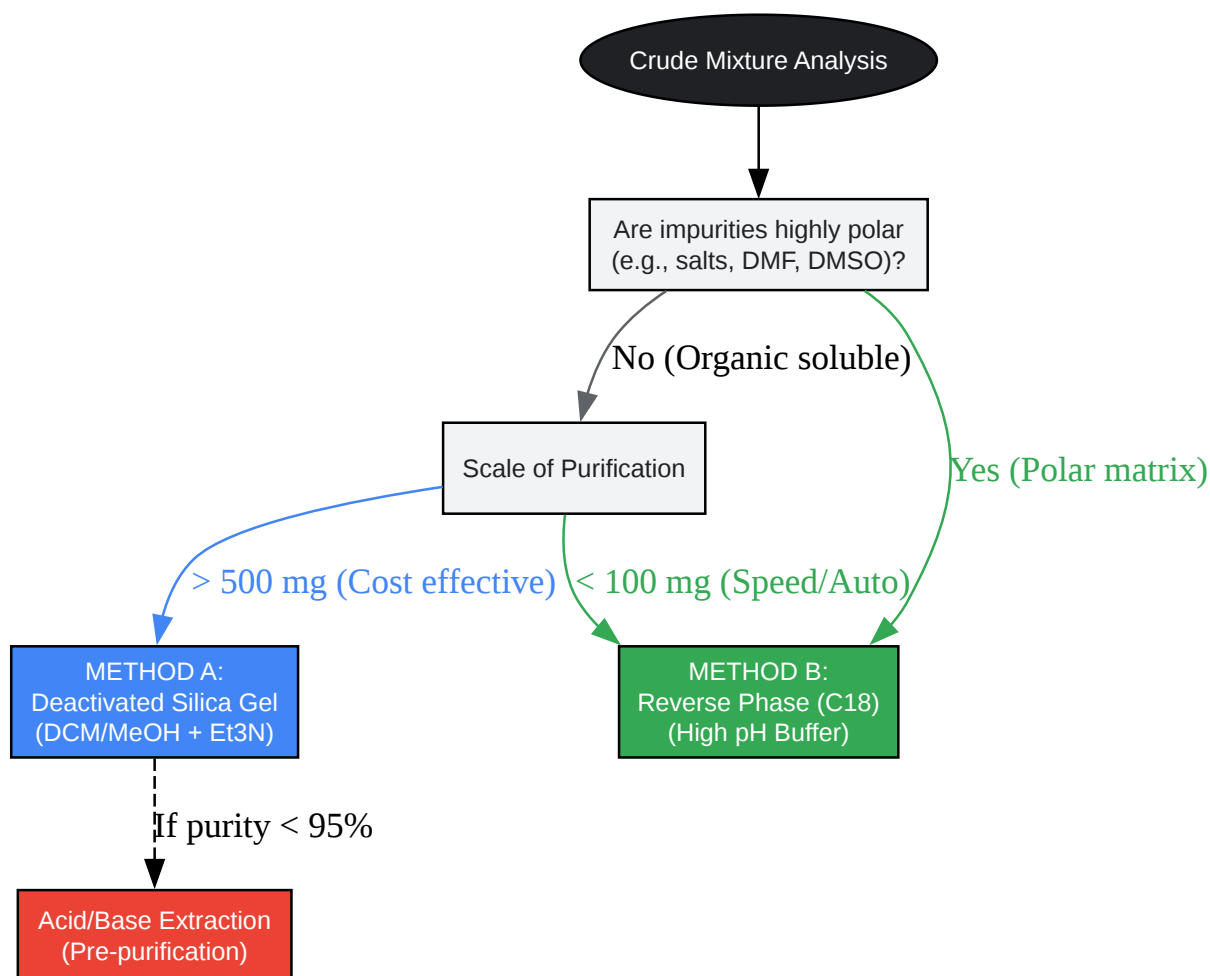 Crude Mixture Analysis
Are impurities highly polar
(e.g., salts, DMF, DMSO)?
No (Organic soluble)
Scale of Purification
Yes (Polar matrix)
> 500 mg (Cost effective)
< 100 mg (Speed/Auto)
METHOD A:
Deactivated Silica Gel
(DCM/MeOH + Et3N)
METHOD B:
Reverse Phase (C18)
(High pH Buffer)
If purity < 95%
Acid/Base Extraction
(Pre-purification)